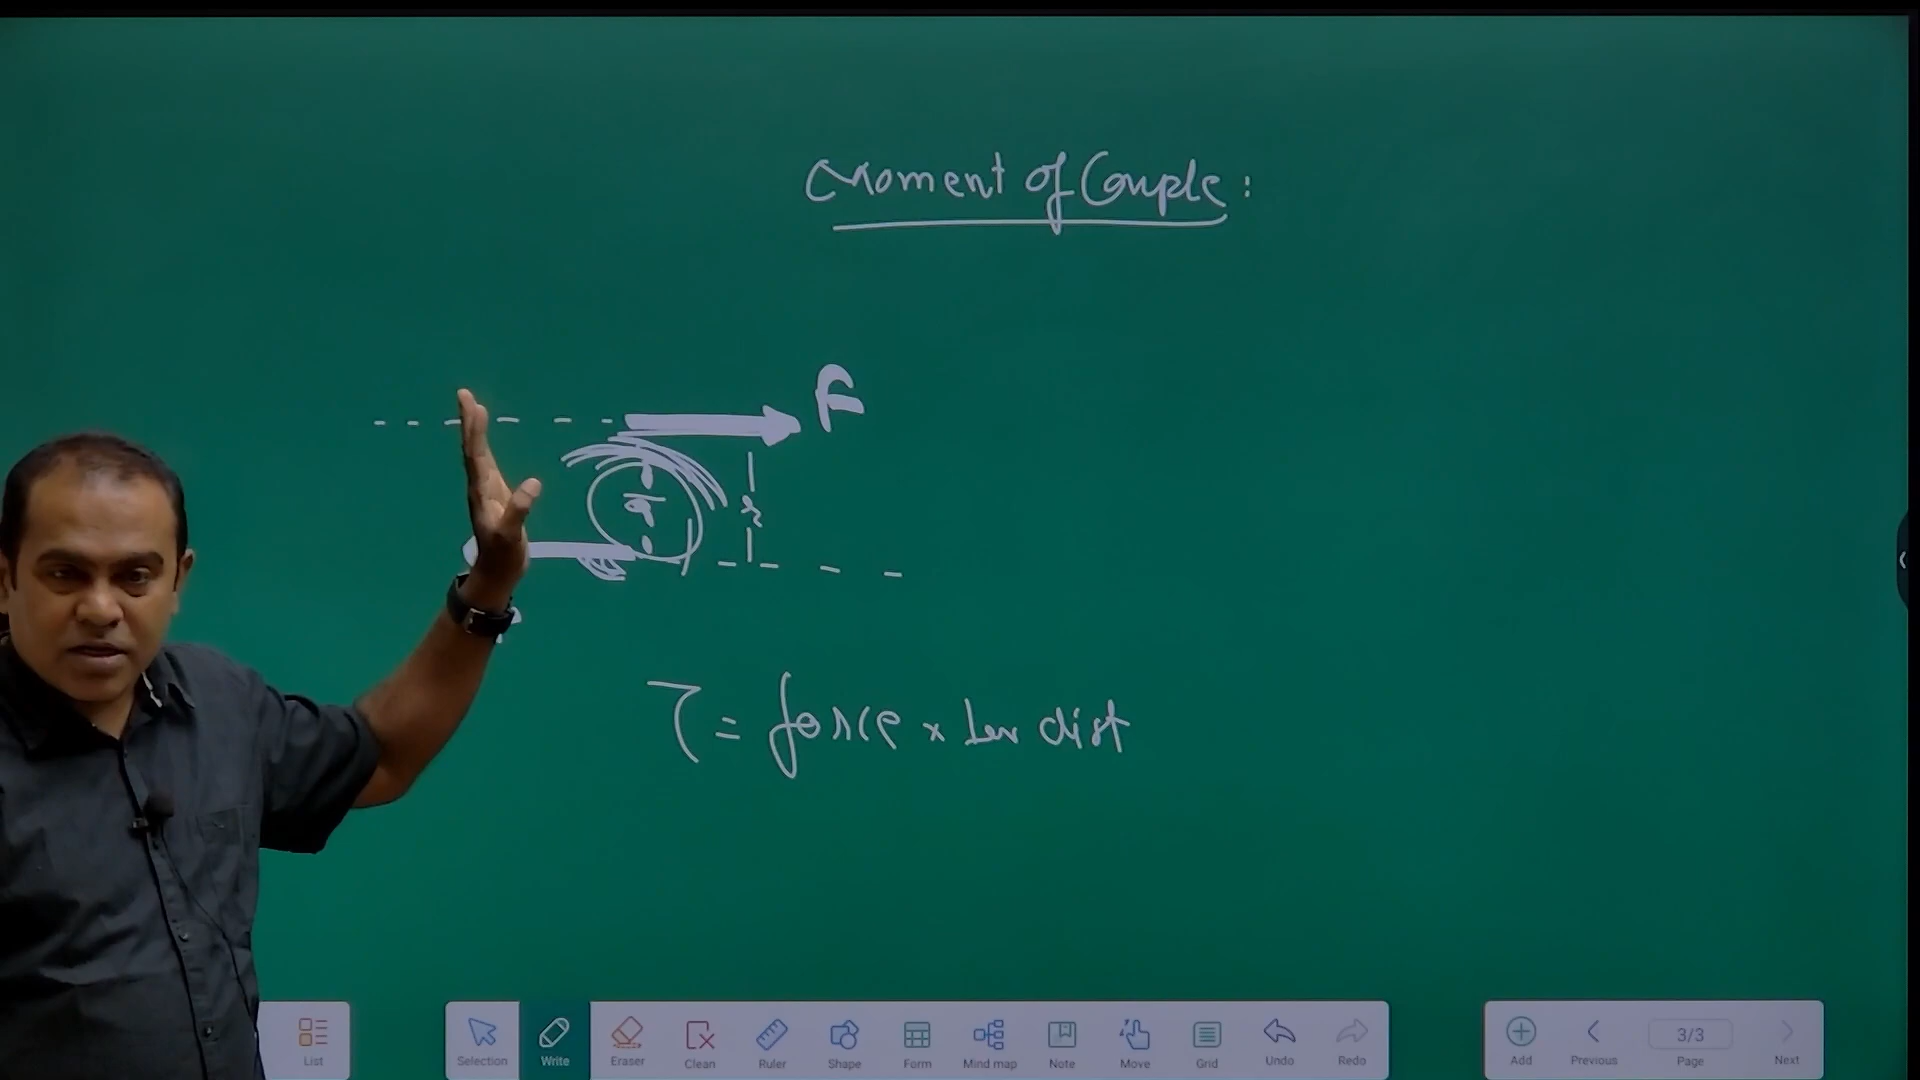 Moment of Couple :
F
r
τ = force × ⊥er dist
List
Selection
Write
Eraser
Clean
Ruler
Shape
Form
Mind map
Note
Move
Grid
Undo
Redo
Add
Previous
3/3
Page
Next